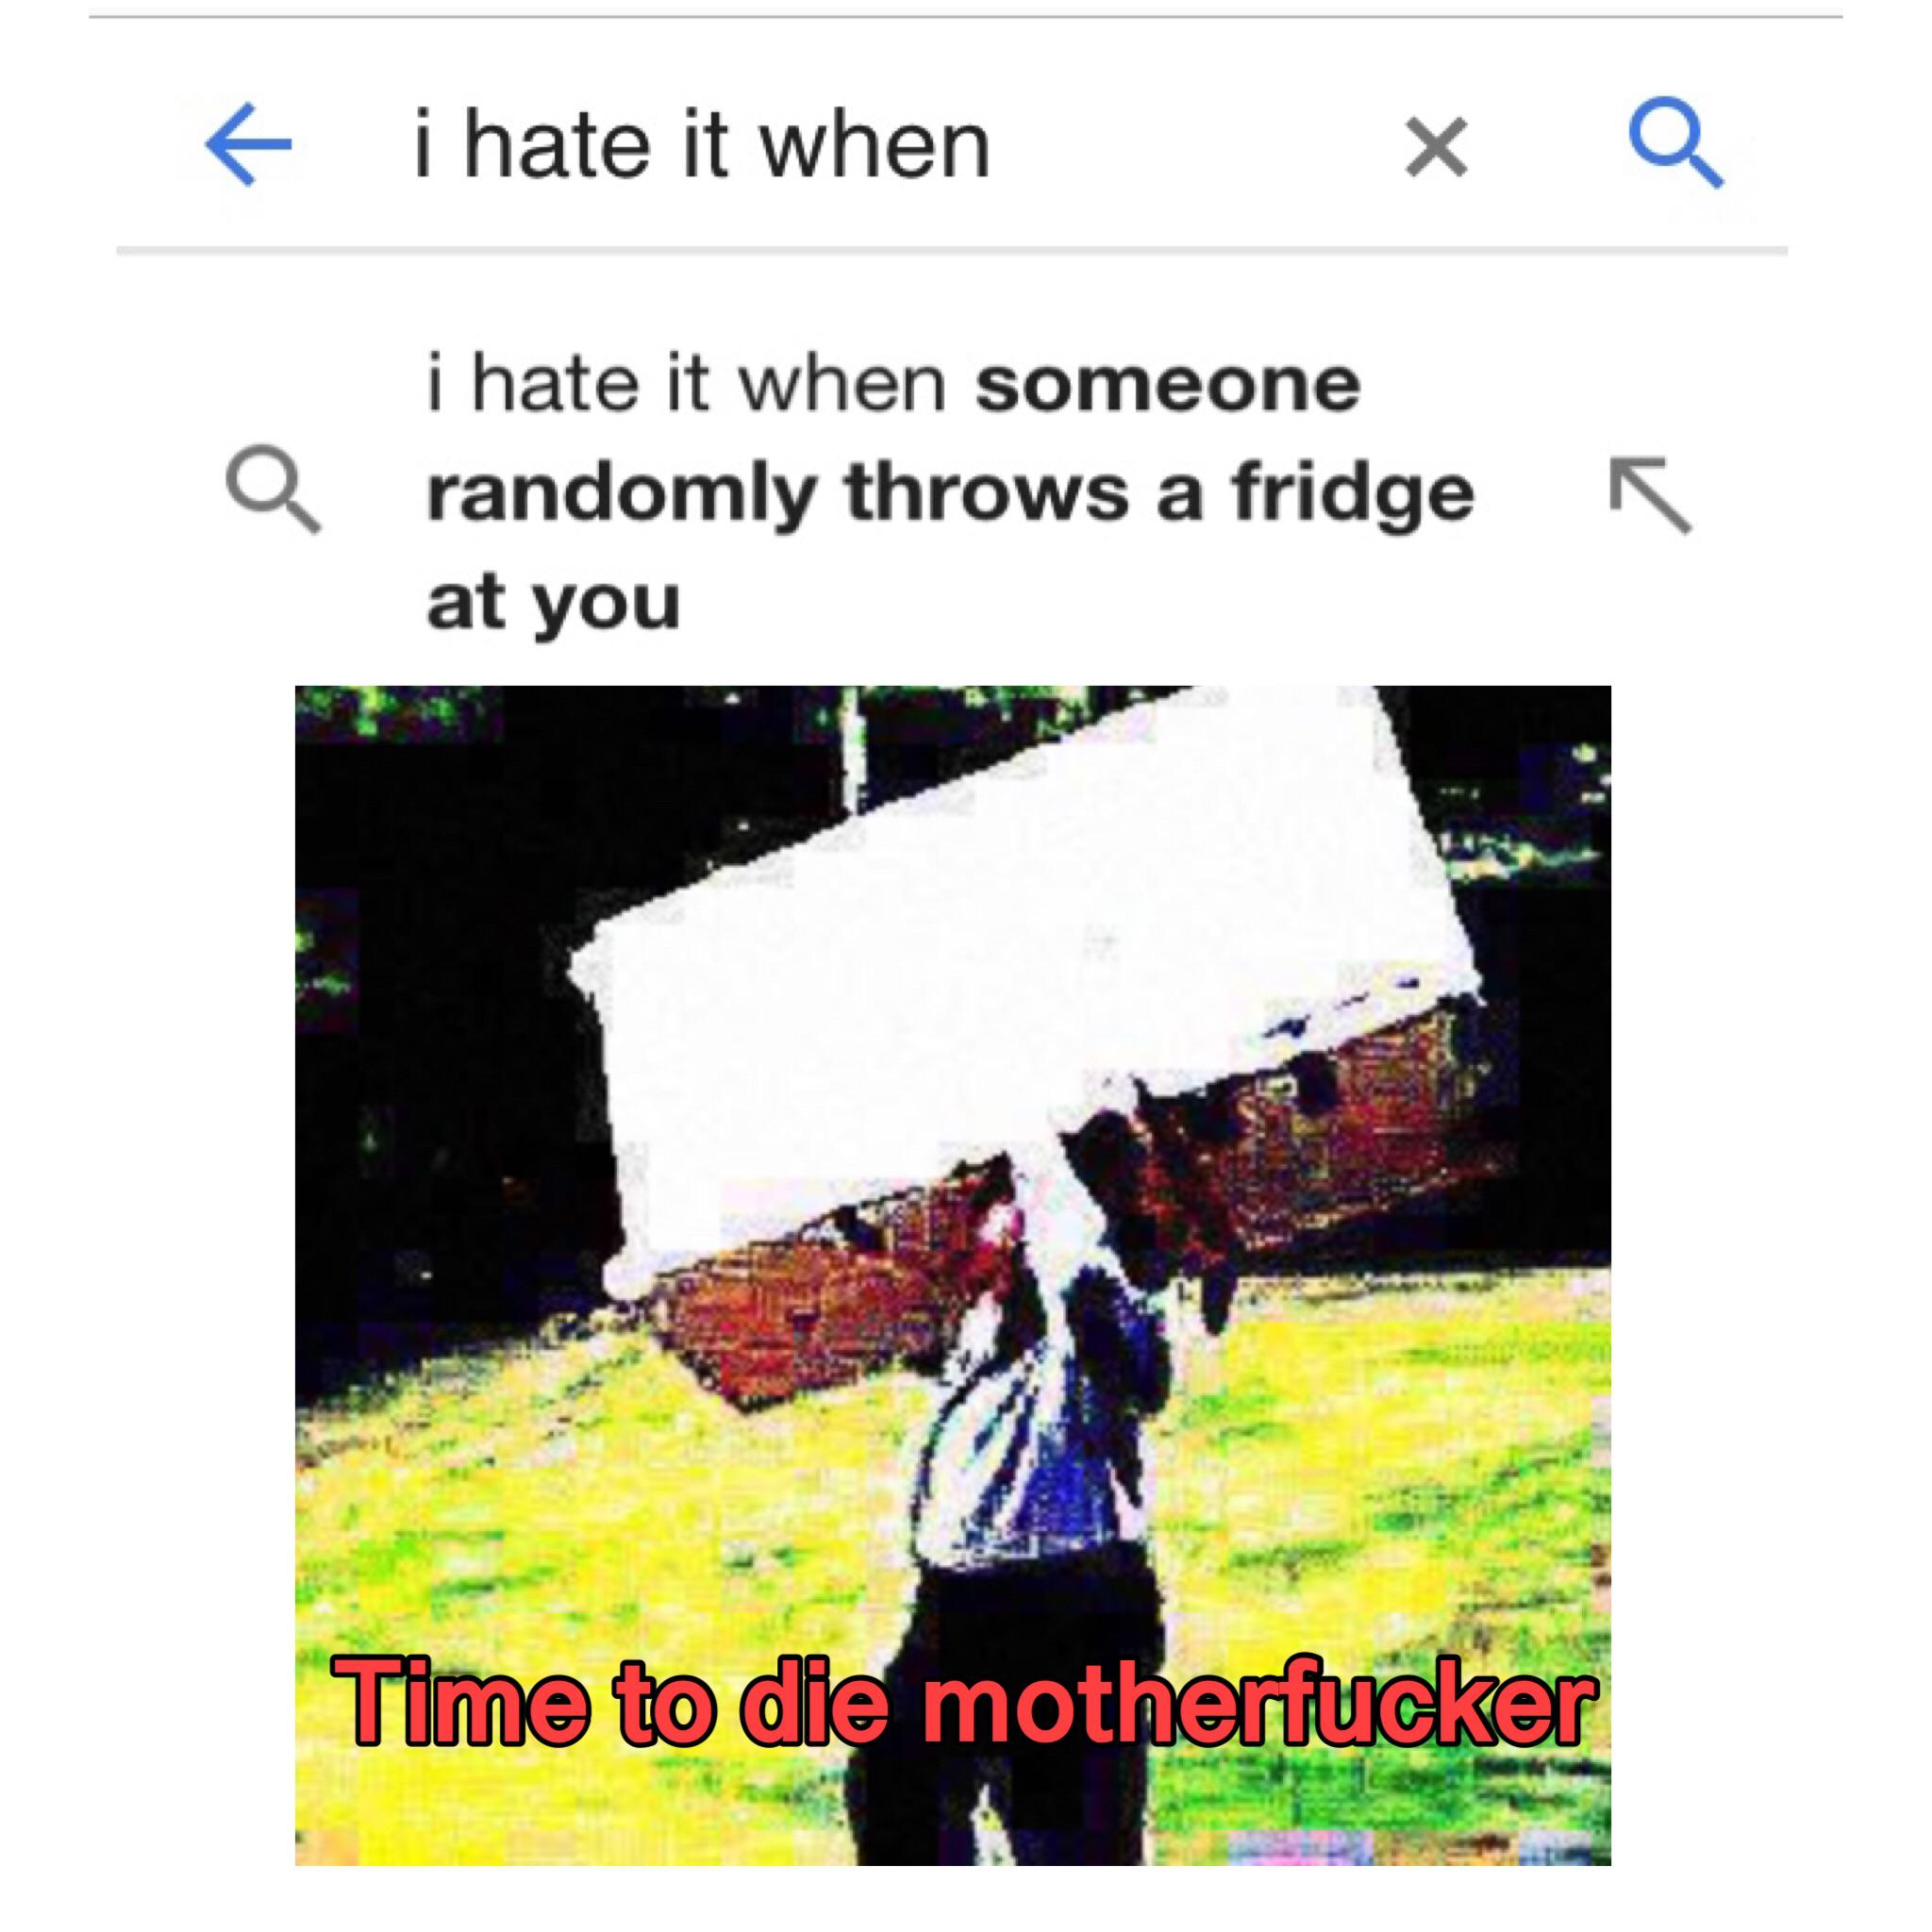 i hate it when
i hate it when someone
randomly throws a fridge
at you
Time to die motherfucker